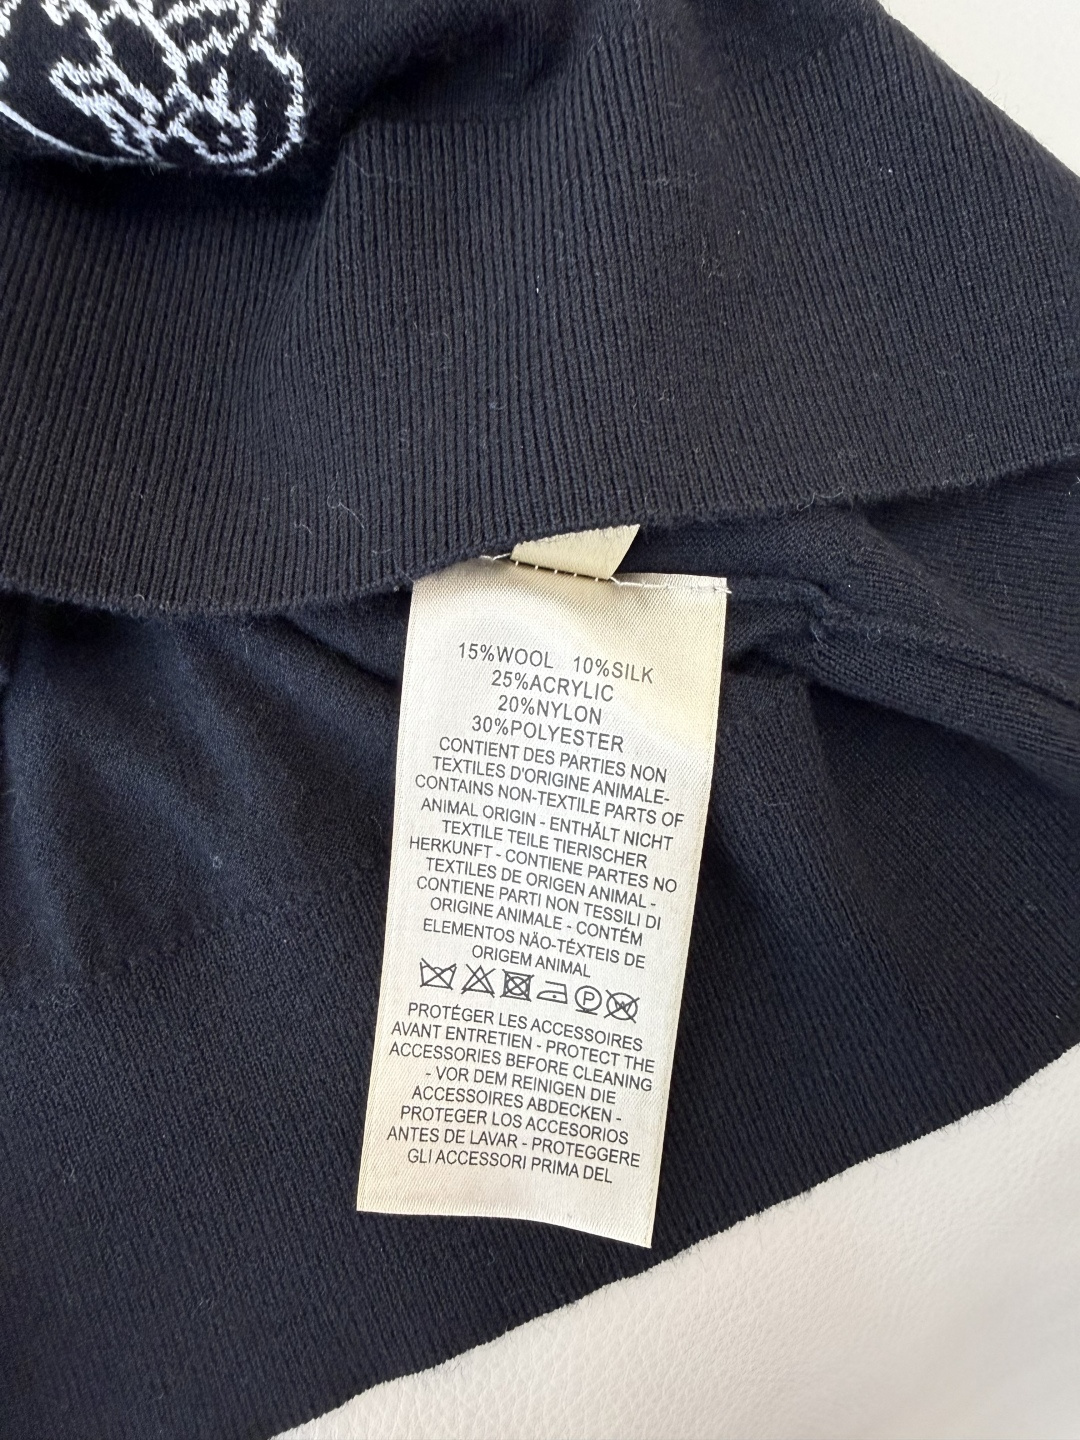 15%WOOL 10%SILK
25%ACRYLIC
20%NYLON
30%POLYESTER
CONTIENT DES PARTIES NON
TEXTILES D'ORIGINE ANIMALE-
CONTAINS NON-TEXTILE PARTS OF
ANIMAL ORIGIN - ENTHĂLT NICHT
TEXTILE TEILE TIERISCHER
HERKUNFT - CONTIENE PARTES NO
TEXTILES DE ORIGEN ANIMAL -
CONTIENE PARTI NON TESSILI DI
ORIGINE ANIMALE - CONTÉM
ELEMENTOS NÃO-TÉXTEIS DE
ORIGEM ANIMAL
P W
PROTÉGER LES ACCESSOIRES
AVANT ENTRETIEN - PROTECT THE
ACCESSORIES BEFORE CLEANING
- VOR DEM REINIGEN DIE
ACCESSOIRES ABDECKEN -
PROTEGER LOS ACCESORIOS
ANTES DE LAVAR - PROTEGGERE
GLI ACCESSORI PRIMA DEL